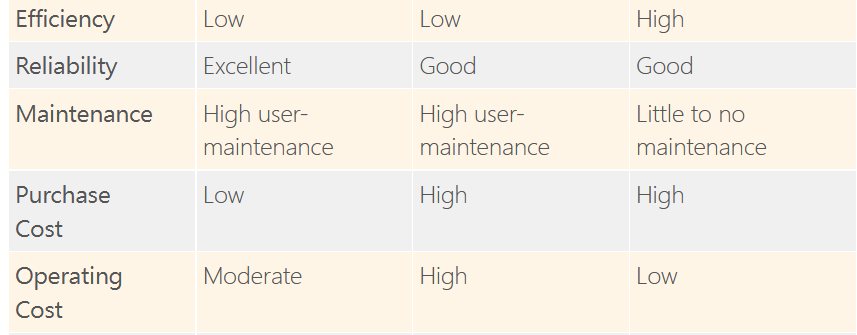 Efficiency Low Low High
Reliability Excellent Good Good
Maintenance High user- High user- Little to no
maintenance maintenance maintenance
Purchase Low High High
Cost
Operating Moderate High Low
Cost